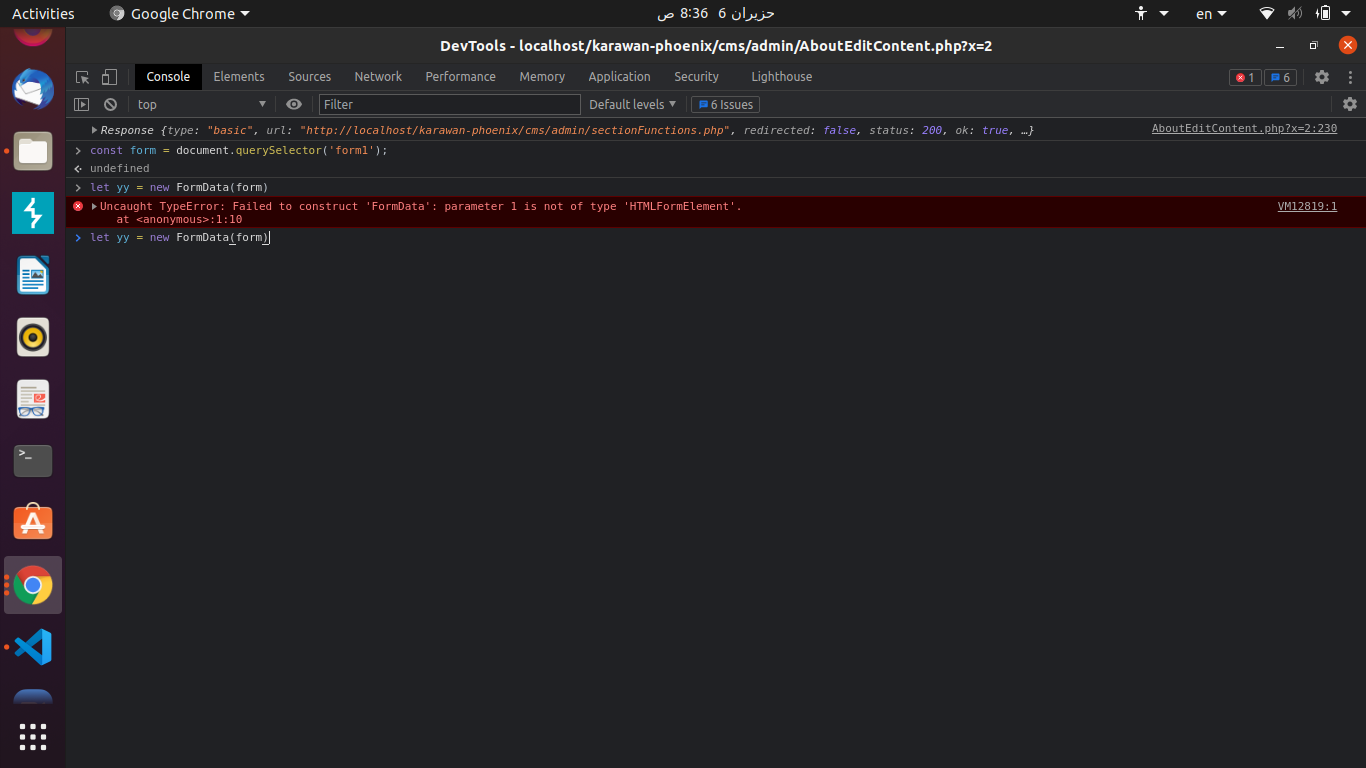 Activities
Google Chrome
حزيران 6 8:36 ص
en
DevTools - localhost/karawan-phoenix/cms/admin/AboutEditContent.php?x=2
Console Elements Sources Network Performance Memory Application Security Lighthouse
1 6
top
Filter
Default levels
6 Issues
Response {type: "basic", url: "http://localhost/karawan-phoenix/cms/admin/sectionFunctions.php", redirected: false, status: 200, ok: true, …}
AboutEditContent.php?x=2:230
const form = document.querySelector('form1');
undefined
let yy = new FormData(form)
Uncaught TypeError: Failed to construct 'FormData': parameter 1 is not of type 'HTMLFormElement'.
VM12819:1
at <anonymous>:1:10
let yy = new FormData(form)